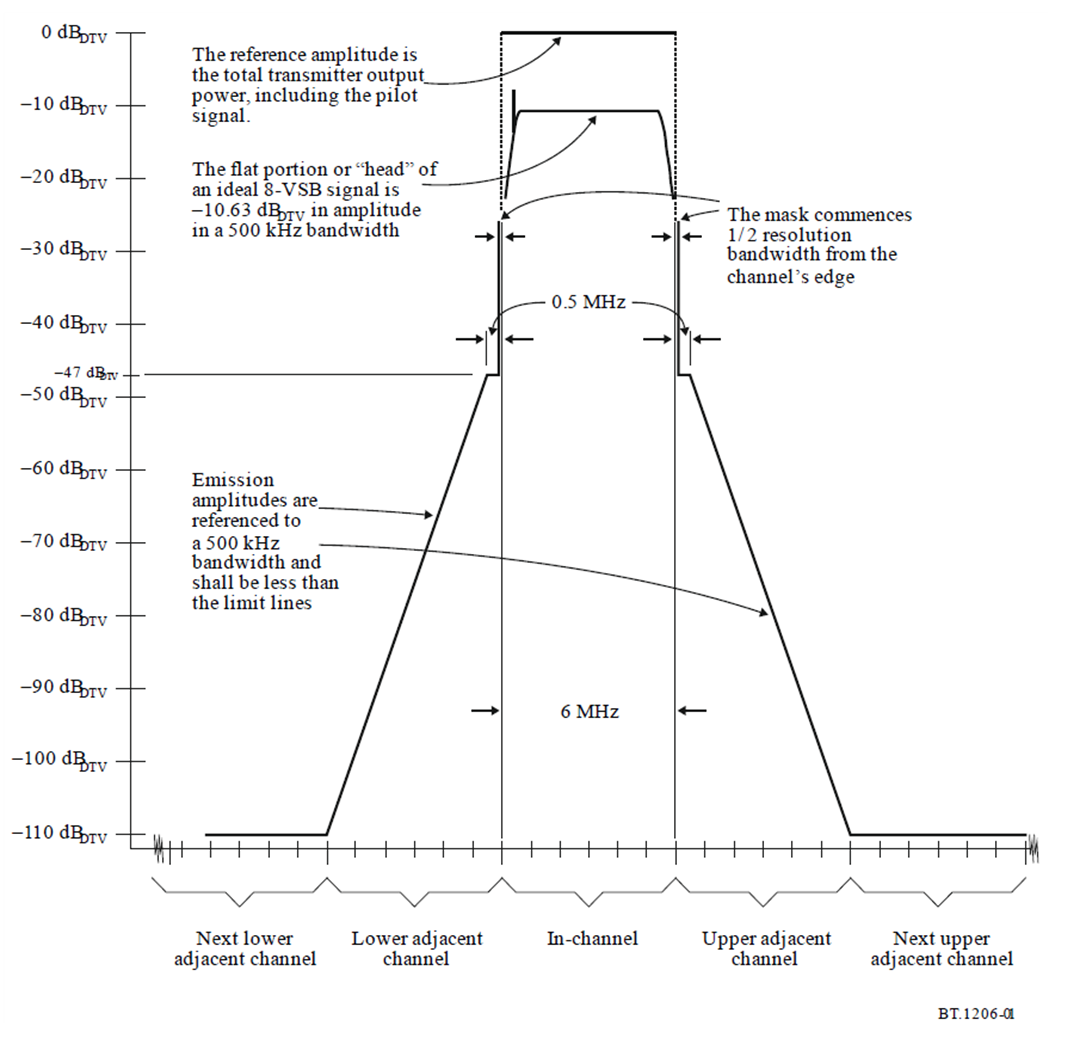 0 dBDTV
The reference amplitude is
the total transmitter output
power, including the pilot
signal.
−10 dBDTV
The flat portion or “head” of
an ideal 8-VSB signal is
−10.63 dBDTV in amplitude
in a 500 kHz bandwidth
−20 dBDTV
The mask commences
1/2 resolution
bandwidth from the
channel’s edge
−30 dBDTV
0.5 MHz
−40 dBDTV
−47 dBDTV
−50 dBDTV
−60 dBDTV
Emission
amplitudes are
referenced to
a 500 kHz
bandwidth and
shall be less than
the limit lines
−70 dBDTV
−80 dBDTV
−90 dBDTV
6 MHz
−100 dBDTV
−110 dBDTV
Next lower
adjacent channel
Lower adjacent
channel
In-channel
Upper adjacent
channel
Next upper
adjacent channel
BT.1206-01